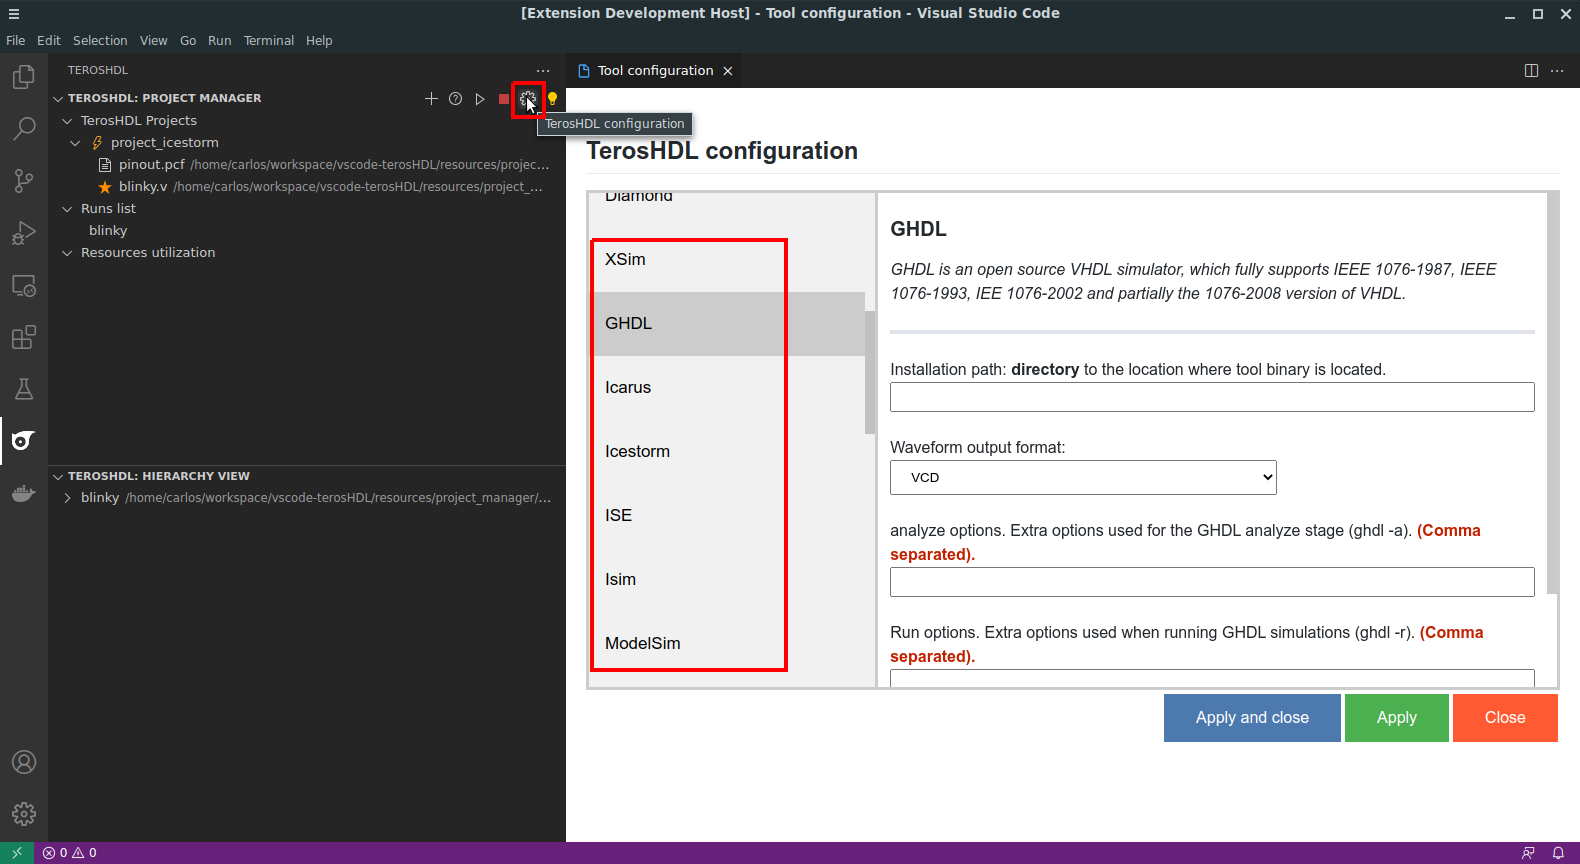 [Extension Development Host] - Tool configuration - Visual Studio Code
File Edit Selection View Go Run Terminal Help
TEROSHDL
TEROSHDL: PROJECT MANAGER
TerosHDL Projects
project_icestorm
pinout.pcf /home/carlos/workspace/vscode-terosHDL/resources/projec...
blinky.v /home/carlos/workspace/vscode-terosHDL/resources/project_...
Runs list
blinky
Resources utilization
TEROSHDL: HIERARCHY VIEW
blinky /home/carlos/workspace/vscode-terosHDL/resources/project_manager/...
Tool configuration
TerosHDL configuration
TerosHDL configuration
Diamond
XSim
GHDL
Icarus
Icestorm
ISE
Isim
ModelSim
GHDL
GHDL is an open source VHDL simulator, which fully supports IEEE 1076-1987, IEEE
1076-1993, IEE 1076-2002 and partially the 1076-2008 version of VHDL.
Installation path: directory to the location where tool binary is located.
Waveform output format:
VCD
analyze options. Extra options used for the GHDL analyze stage (ghdl -a). (Comma
separated).
Run options. Extra options used when running GHDL simulations (ghdl -r). (Comma
separated).
Apply and close
Apply
Close
0 0